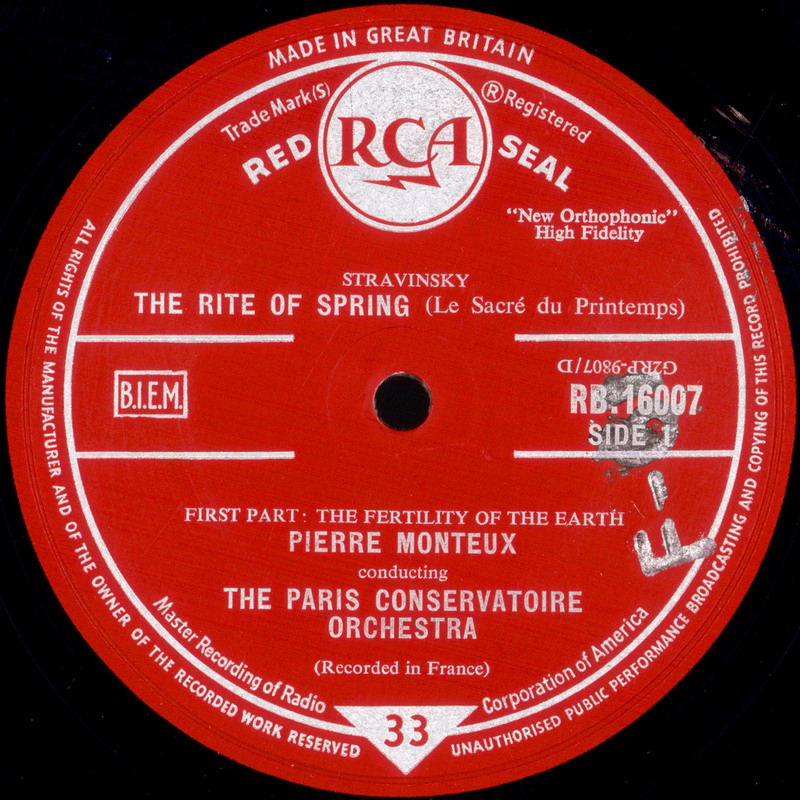 MADE IN GREAT BRITAIN
Trade Mark(S) ® Registered
RED RCA SEAL
“New Orthophonic”
High Fidelity
STRAVINSKY
THE RITE OF SPRING (Le Sacré du Printemps)
B.I.E.M.
G2RP-9807/D
RB.16007
SIDE 1
FIRST PART: THE FERTILITY OF THE EARTH
PIERRE MONTEUX
conducting
THE PARIS CONSERVATOIRE
ORCHESTRA
(Recorded in France)
Master Recording of Radio Corporation of America
33
ALL RIGHTS OF THE MANUFACTURER AND OF THE OWNER OF THE RECORDED WORK RESERVED
UNAUTHORISED PUBLIC PERFORMANCE BROADCASTING AND COPYING OF THIS RECORD PROHIBITED